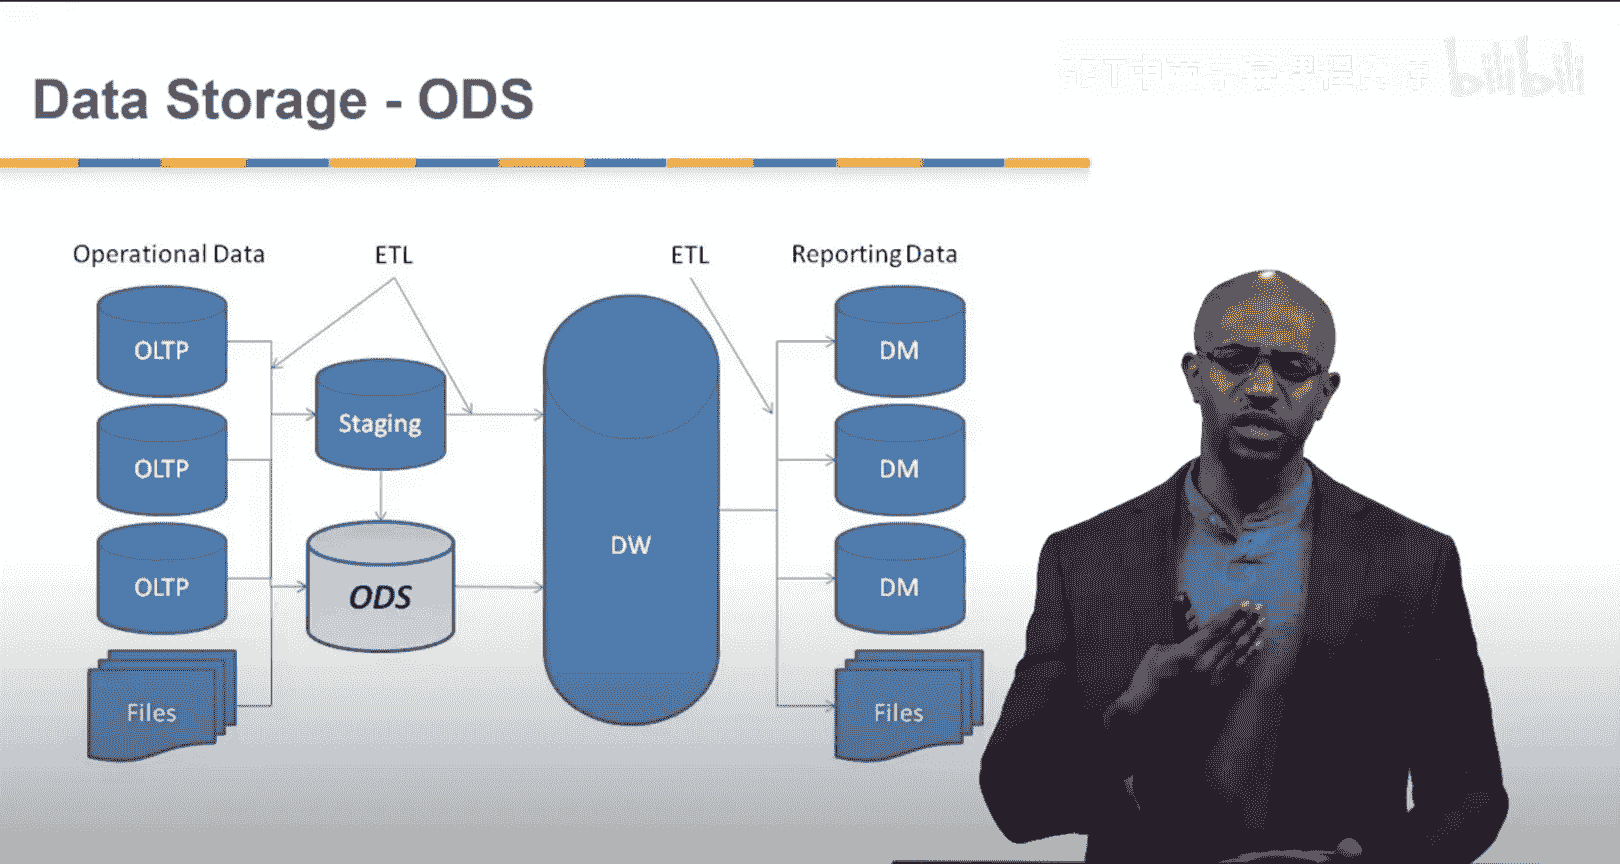 Data Storage - ODS
Operational Data
ETL
ETL
Reporting Data
OLTP
DM
Staging
OLTP
DM
DW
OLTP
ODS
DM
Files
Files
bilibili